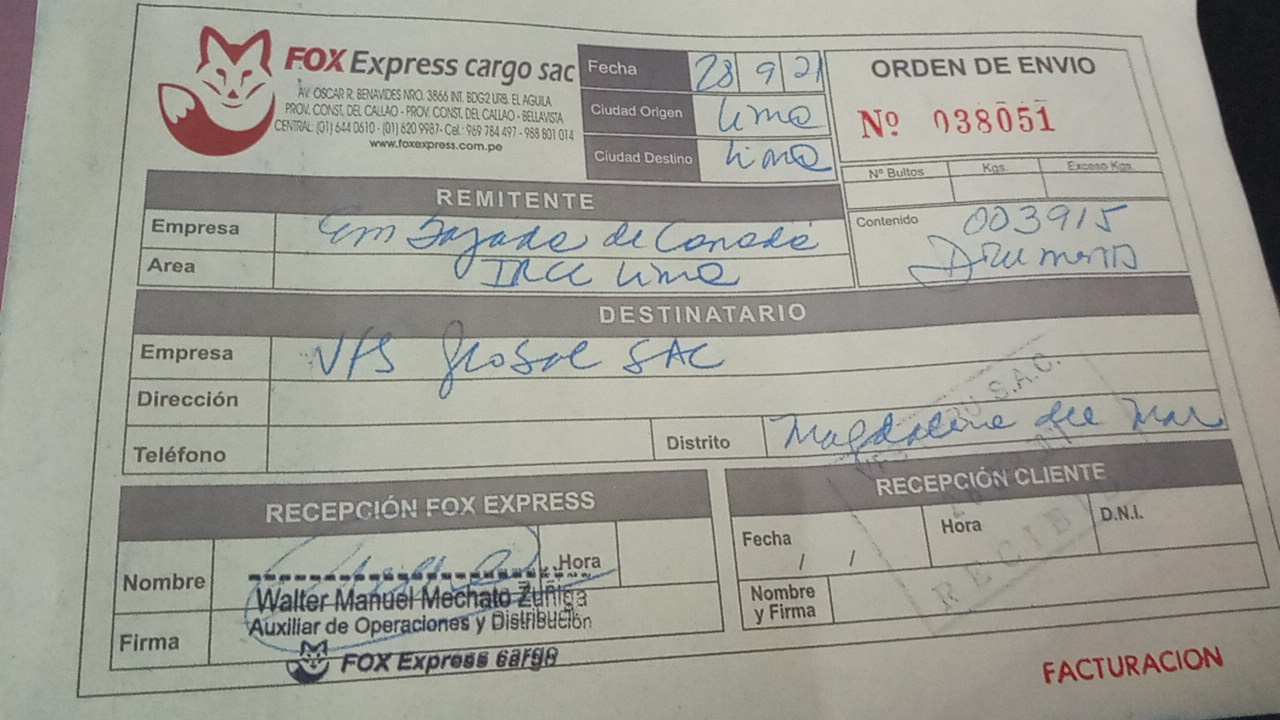 FOX Express cargo sac
AV. OSCAR R. BENAVIDES NRO. 3866 INT. BDG2 URB. EL AGUILA
PROV. CONST. DEL CALLAO - PROV. CONST. DEL CALLAO - BELLAVISTA
CENTRAL: (01) 644 0610 - (01) 620 9987- Cel.: 969 784 497 - 988 801 014
www.foxexpress.com.pe
Fecha 28 9 21
Ciudad Origen Lima
Ciudad Destino Lima
ORDEN DE ENVIO
Nº 038051
Nº Bultos Kgs. Exceso Kgs.
Contenido 003915
REMITENTE
Empresa Embajada de Canadá
Area IRCC Lima
DESTINATARIO
Empresa VFS Global SAC
Dirección
Teléfono Distrito Magdalena del Mar
RECEPCIÓN FOX EXPRESS
Nombre Hora
Walter Manuel Mechato Zuñiga
Auxiliar de Operaciones y Distribución
Firma
FOX Express cargo
RECEPCIÓN CLIENTE
Fecha / / Hora D.N.I.
Nombre
y Firma
S.A.C.
FACTURACION